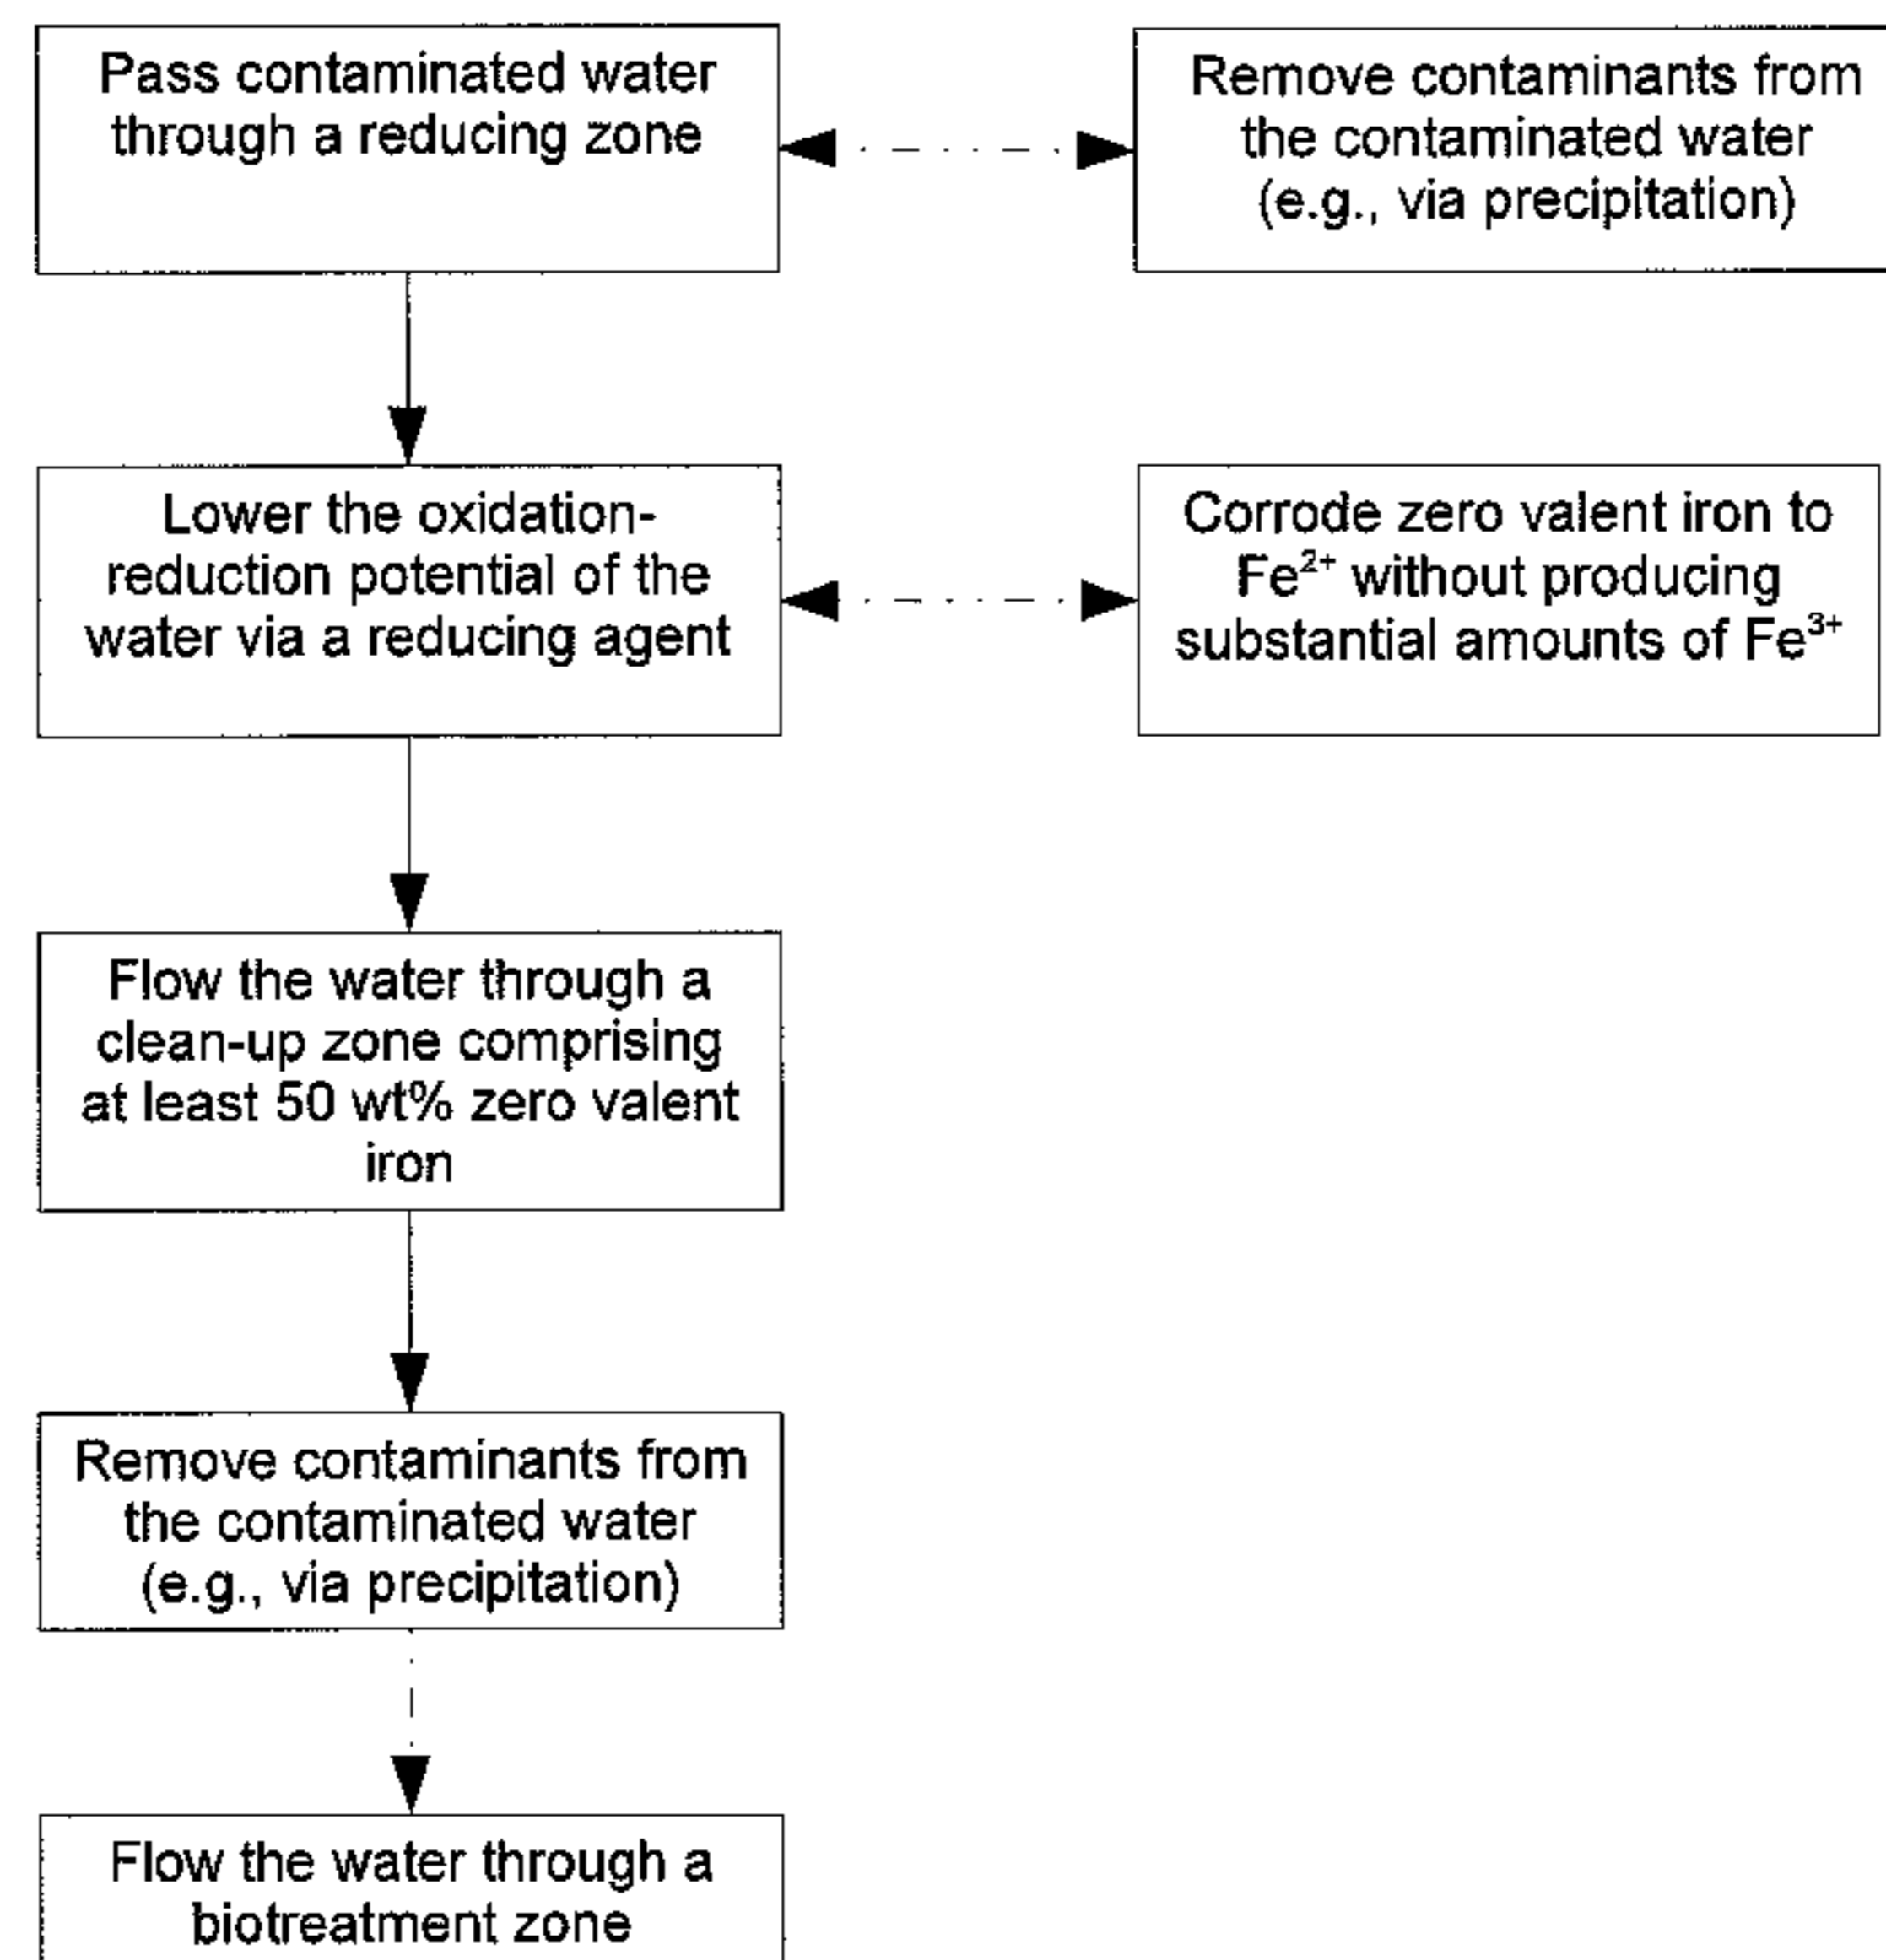 Pass contaminated water
through a reducing zone
Remove contaminants from
the contaminated water
(e.g., via precipitation)
Lower the oxidation-
reduction potential of the
water via a reducing agent
Corrode zero valent iron to
Fe²⁺ without producing
substantial amounts of Fe³⁺
Flow the water through a
clean-up zone comprising
at least 50 wt% zero valent
iron
Remove contaminants from
the contaminated water
(e.g., via precipitation)
Flow the water through a
biotreatment zone